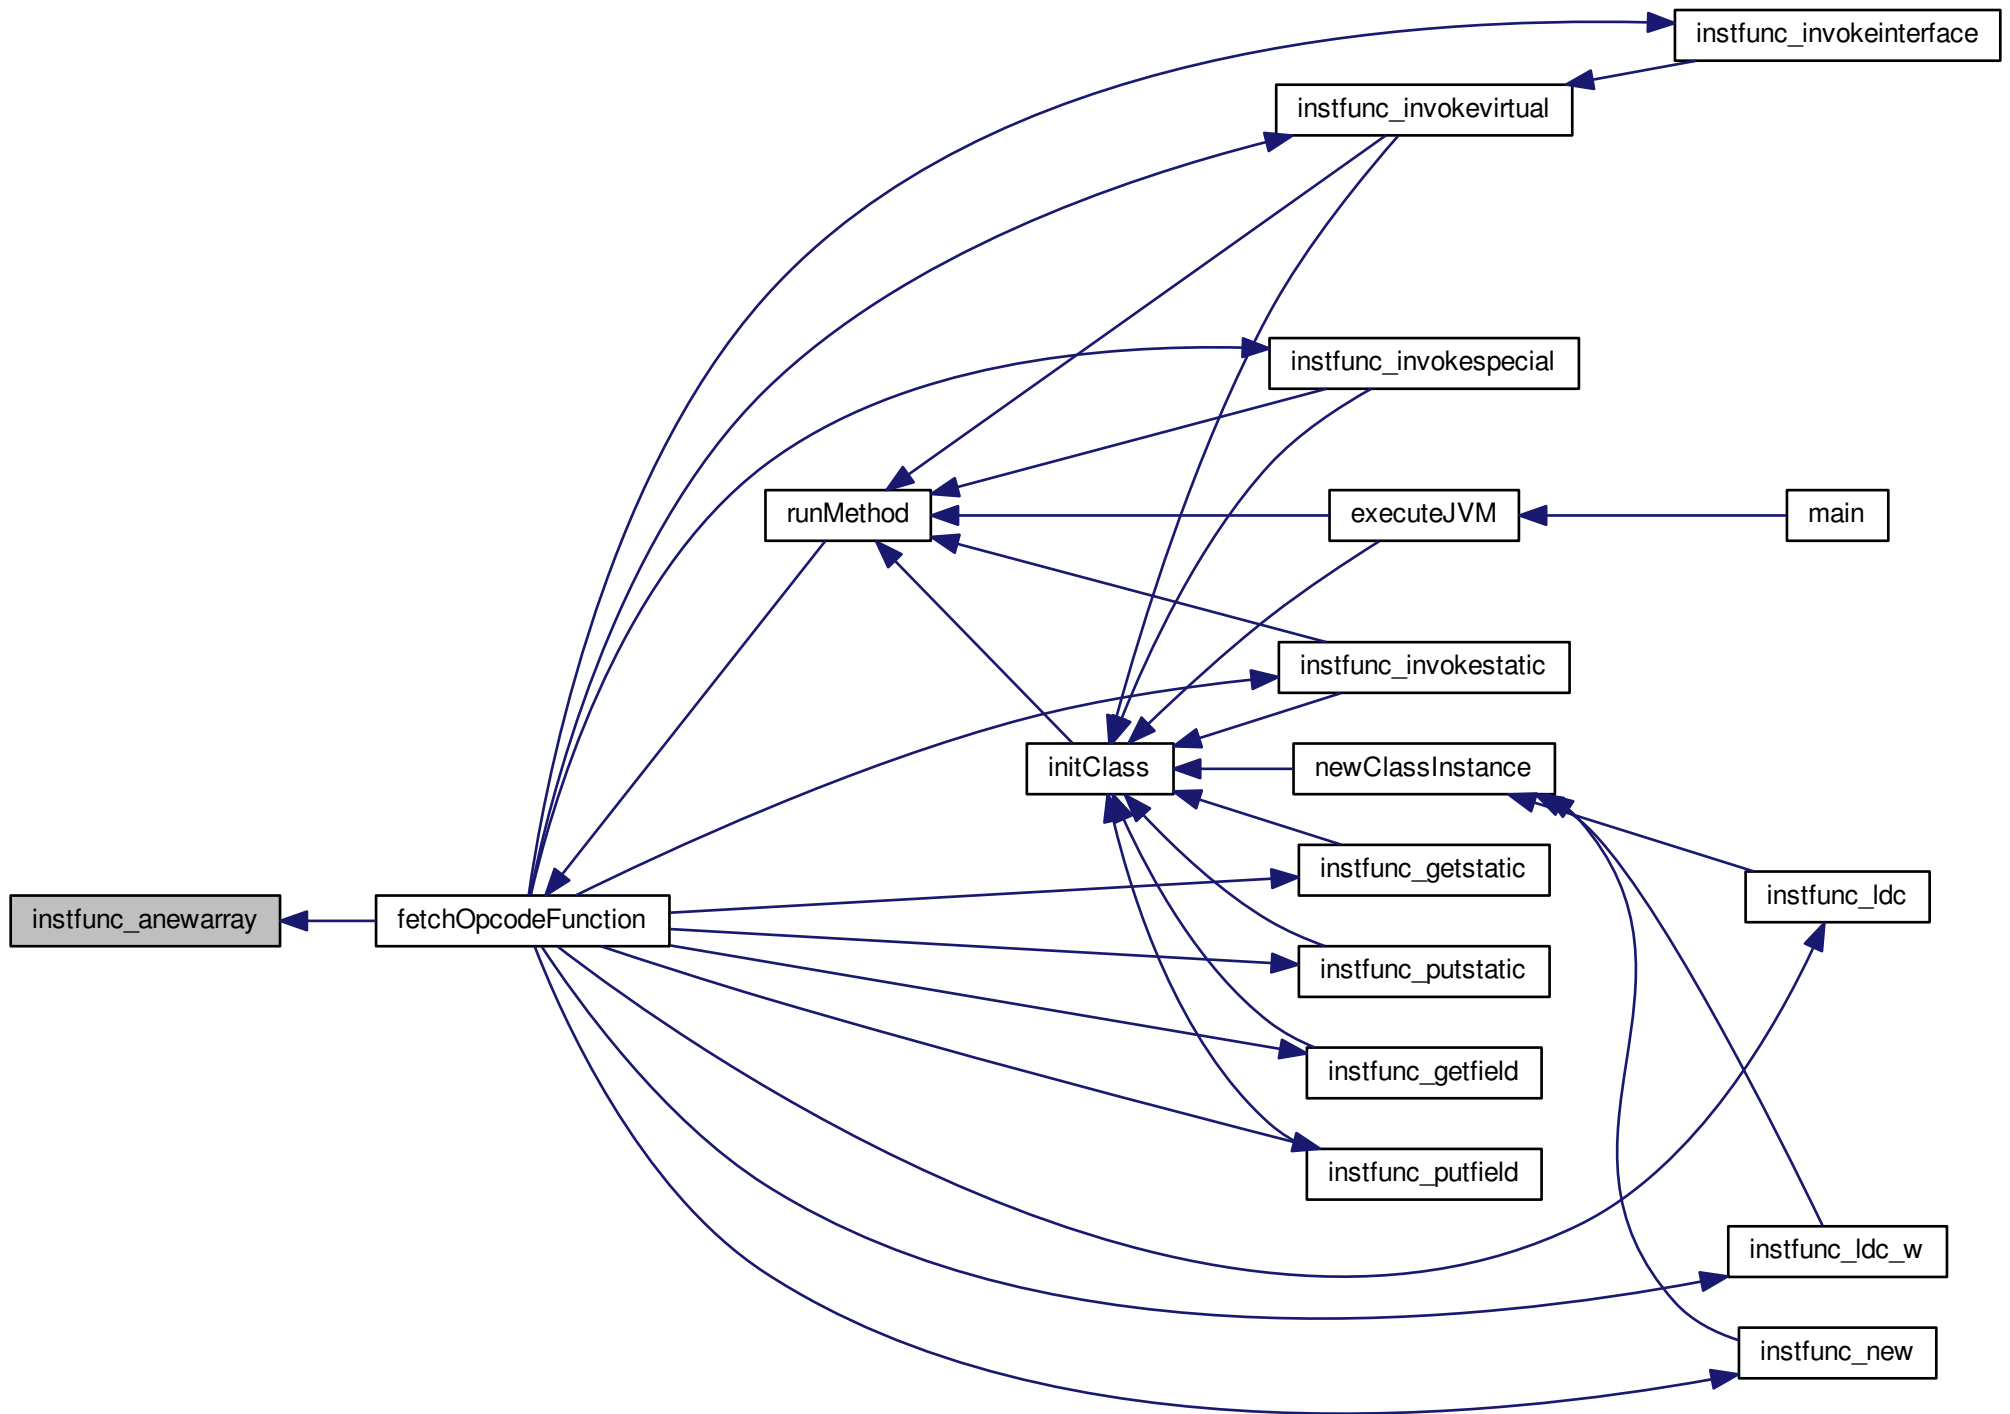 instfunc_invokeinterface
instfunc_invokevirtual
instfunc_invokespecial
runMethod
executeJVM
main
instfunc_invokestatic
initClass
newClassInstance
instfunc_getstatic
instfunc_ldc
instfunc_anewarray
fetchOpcodeFunction
instfunc_putstatic
instfunc_getfield
instfunc_putfield
instfunc_ldc_w
instfunc_new